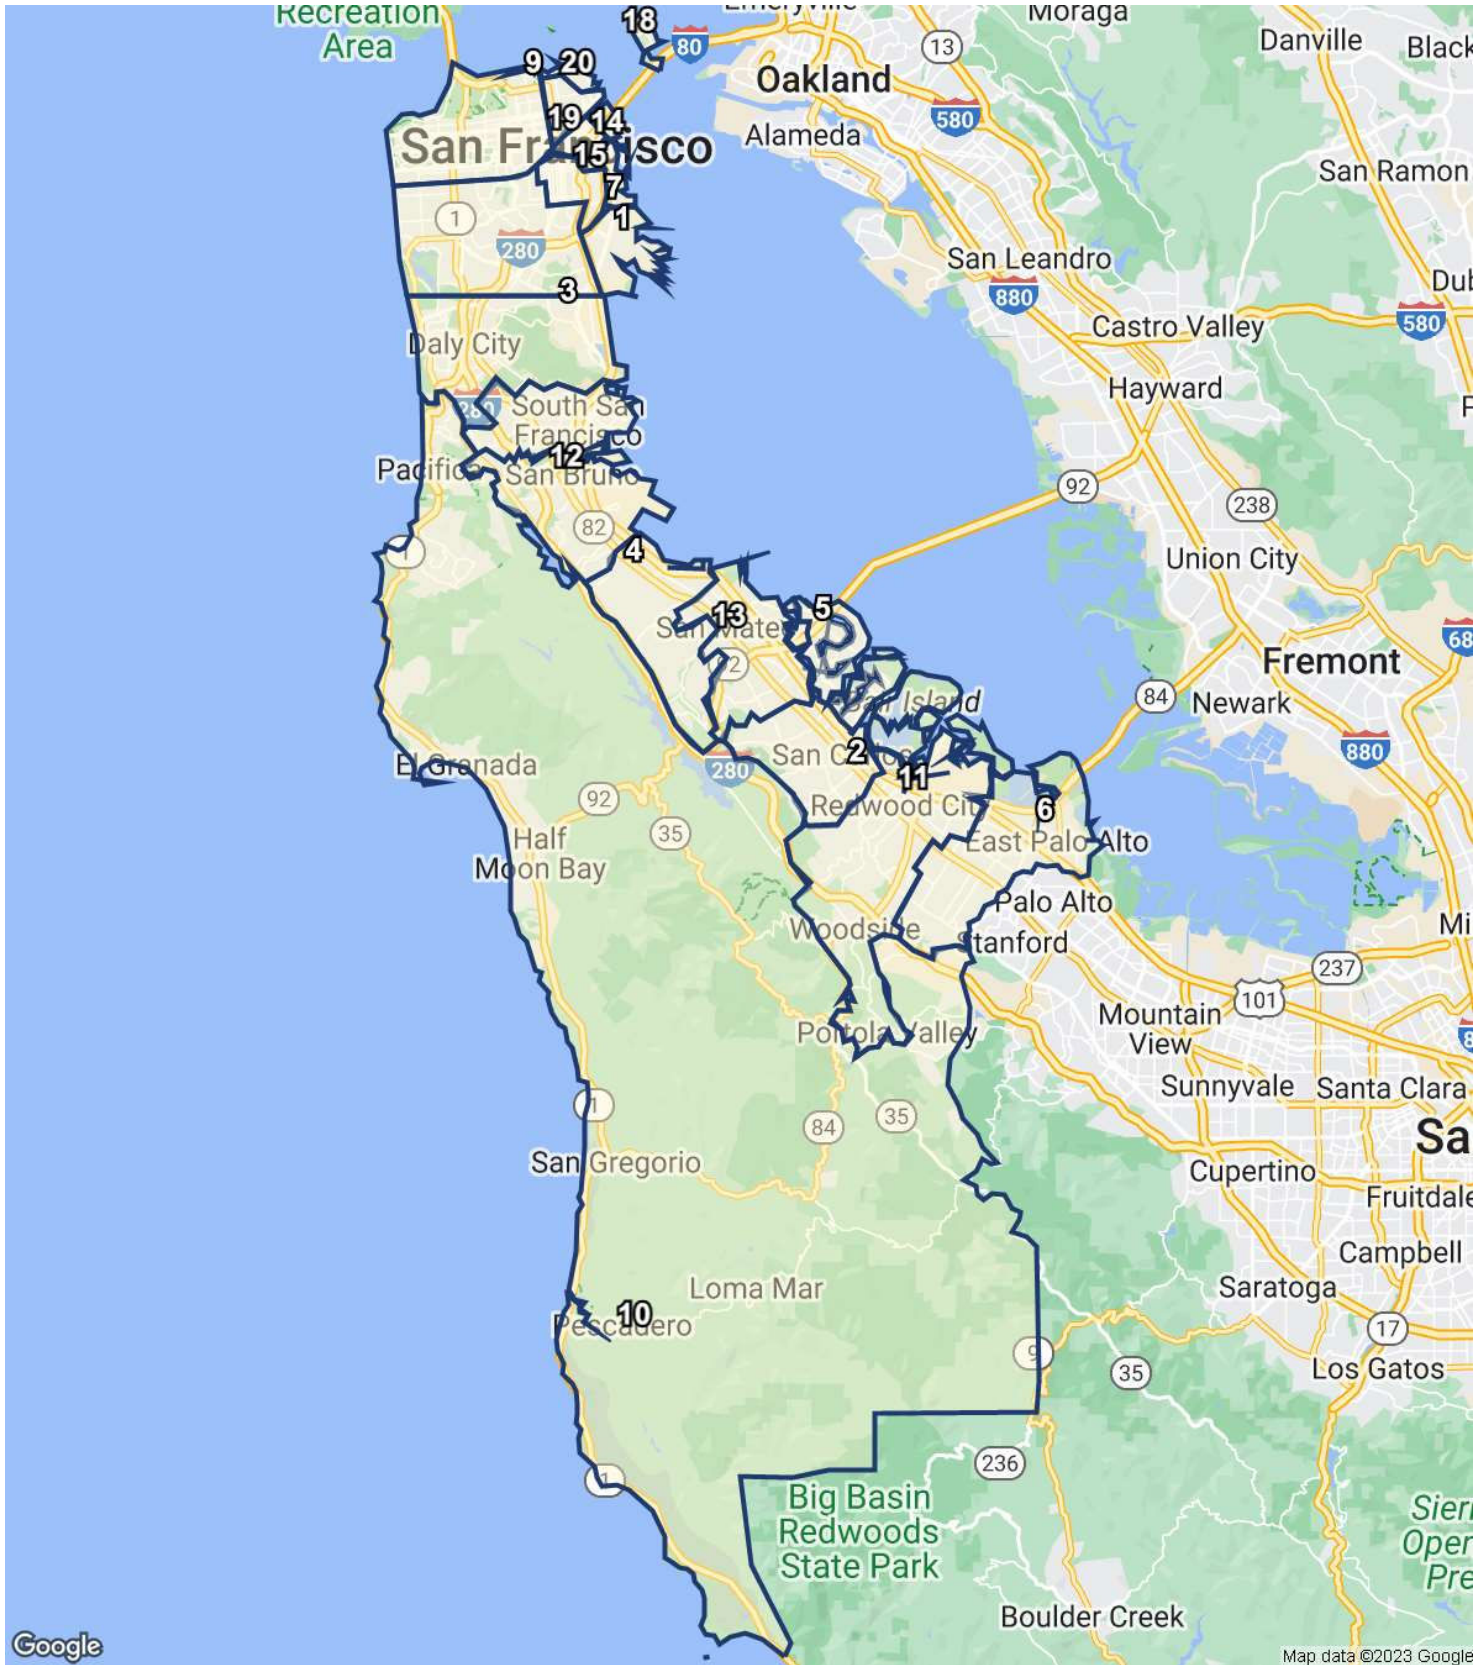 Recreation
Area
18
Emeryville
Moraga
80
13
Danville
Black
9
20
Oakland
580
19
14
Alameda
San Francisco
15
San Ramon
7
1
1
280
San Leandro
880
Dub
3
580
Castro Valley
Daly City
Hayward
280
South San
Francisco
12
Pacifica
San Bruno
92
238
82
1
4
Union City
5
13
San Mateo
92
680
Fremont
84
Newark
Bair Island
2
San Carlos
11
280
880
El Granada
92
Redwood City
6
35
Half
Moon Bay
East Palo Alto
Palo Alto
Woodside
Stanford
Mi
237
101
Mountain
View
Portola Valley
Sunnyvale
Santa Clara
1
35
84
Sa
San Gregorio
Cupertino
Fruitdale
Campbell
Loma Mar
Saratoga
10
Pescadero
17
9
35
Los Gatos
236
1
Big Basin
Redwoods
State Park
Sierr
Open
Pre
Boulder Creek
Google
Map data ©2023 Google